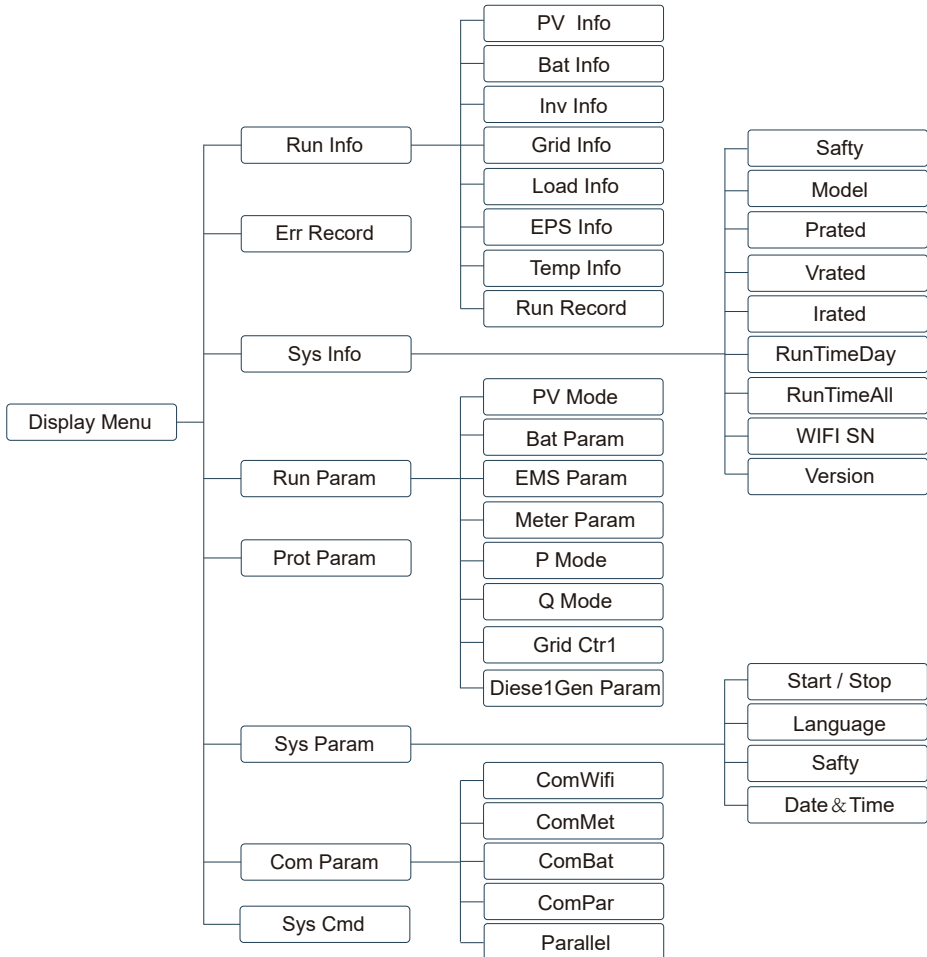 Display Menu
Run Info
PV Info
Bat Info
Inv Info
Grid Info
Load Info
EPS Info
Temp Info
Run Record
Err Record
Sys Info
Safty
Model
Prated
Vrated
Irated
RunTimeDay
RunTimeAll
WIFI SN
Version
Run Param
PV Mode
Bat Param
EMS Param
Meter Param
P Mode
Q Mode
Grid Ctr1
Diese1Gen Param
Prot Param
Sys Param
Start / Stop
Language
Safty
Date&Time
Com Param
ComWifi
ComMet
ComBat
ComPar
Parallel
Sys Cmd